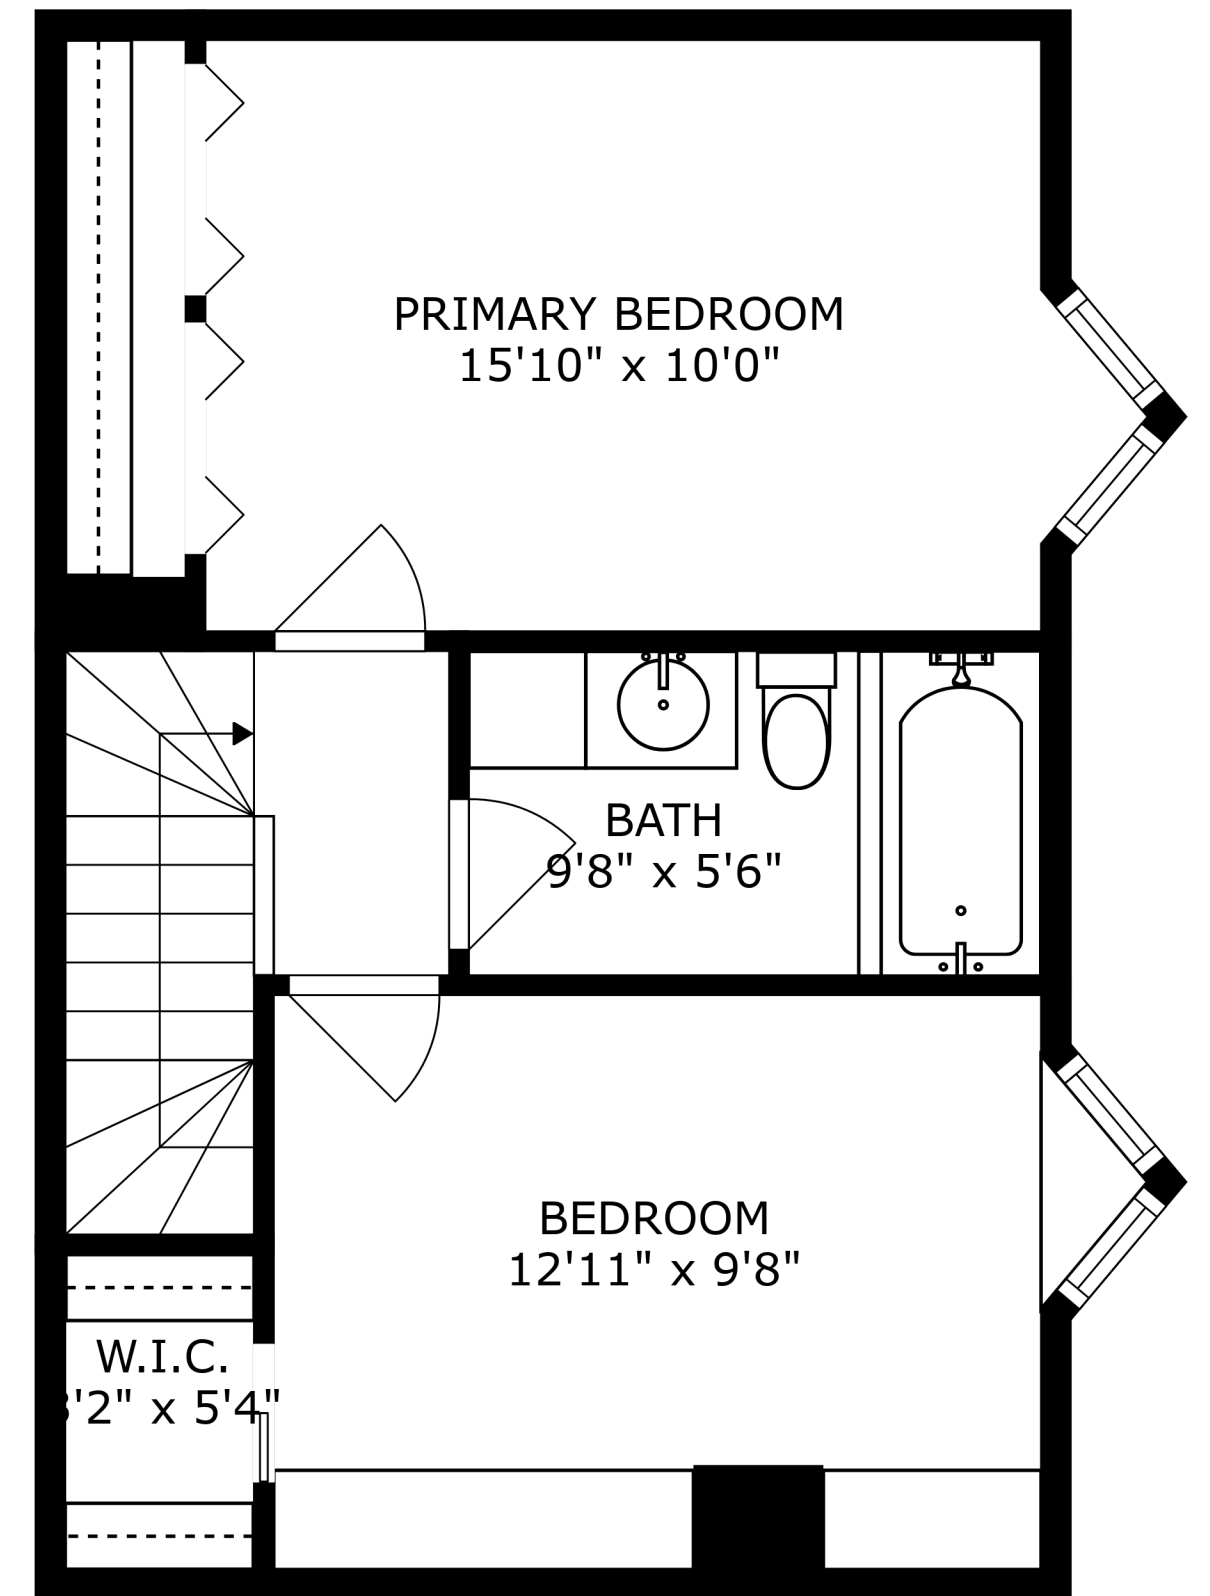 PRIMARY BEDROOM
15'10" x 10'0"
BATH
9'8" x 5'6"
BEDROOM
12'11" x 9'8"
W.I.C.
3'2" x 5'4"